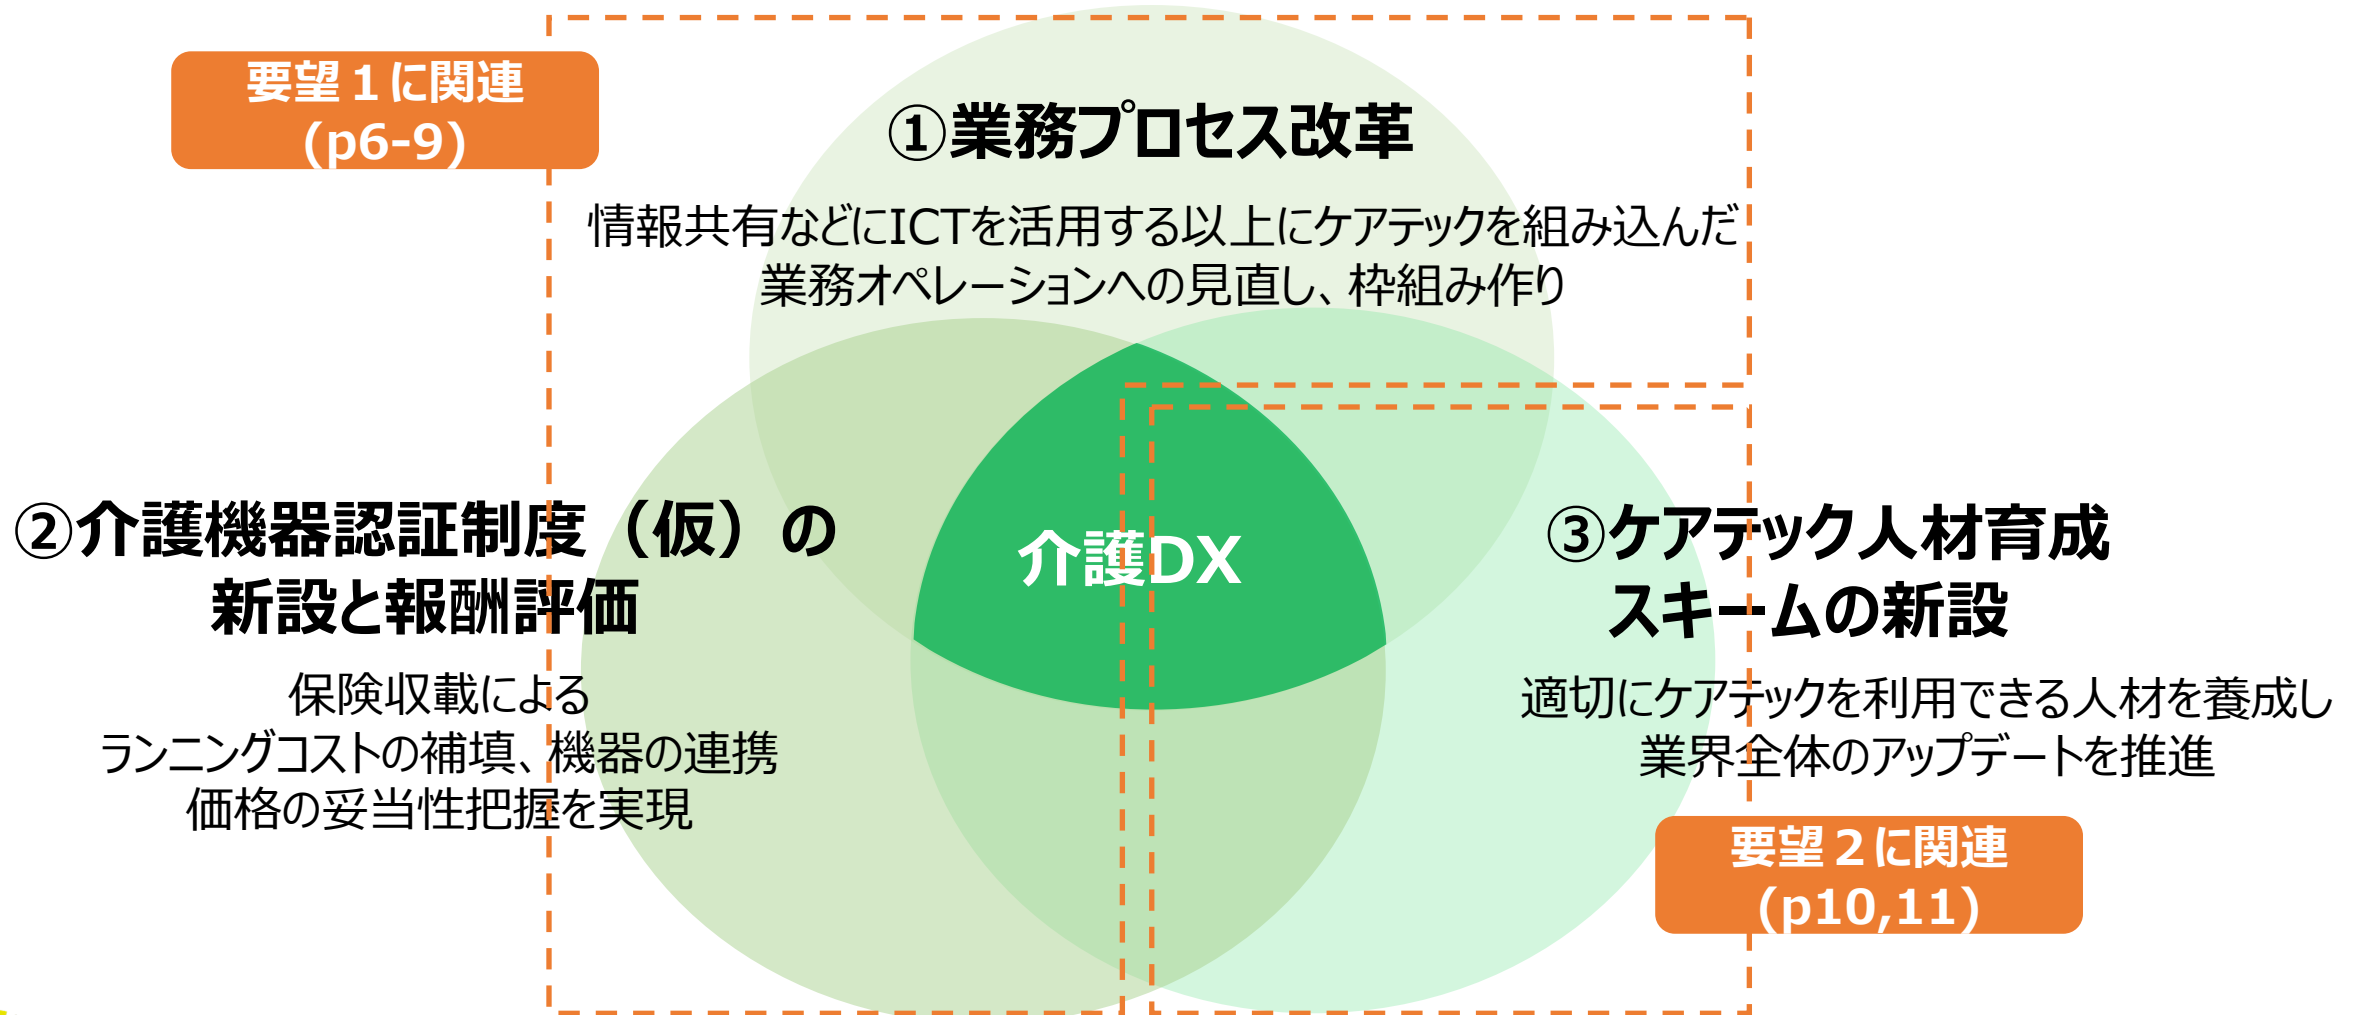 要望１に関連
(p6-9)
①業務プロセス改革
情報共有などにICTを活用する以上にケアテックを組み込んだ
業務オペレーションへの見直し、枠組み作り
②介護機器認証制度（仮）の
新設と報酬評価
保険収載による
ランニングコストの補填、機器の連携
価格の妥当性把握を実現
介護DX
③ケアテック人材育成
スキームの新設
適切にケアテックを利用できる人材を養成し
業界全体のアップデートを推進
要望２に関連
(p10,11)